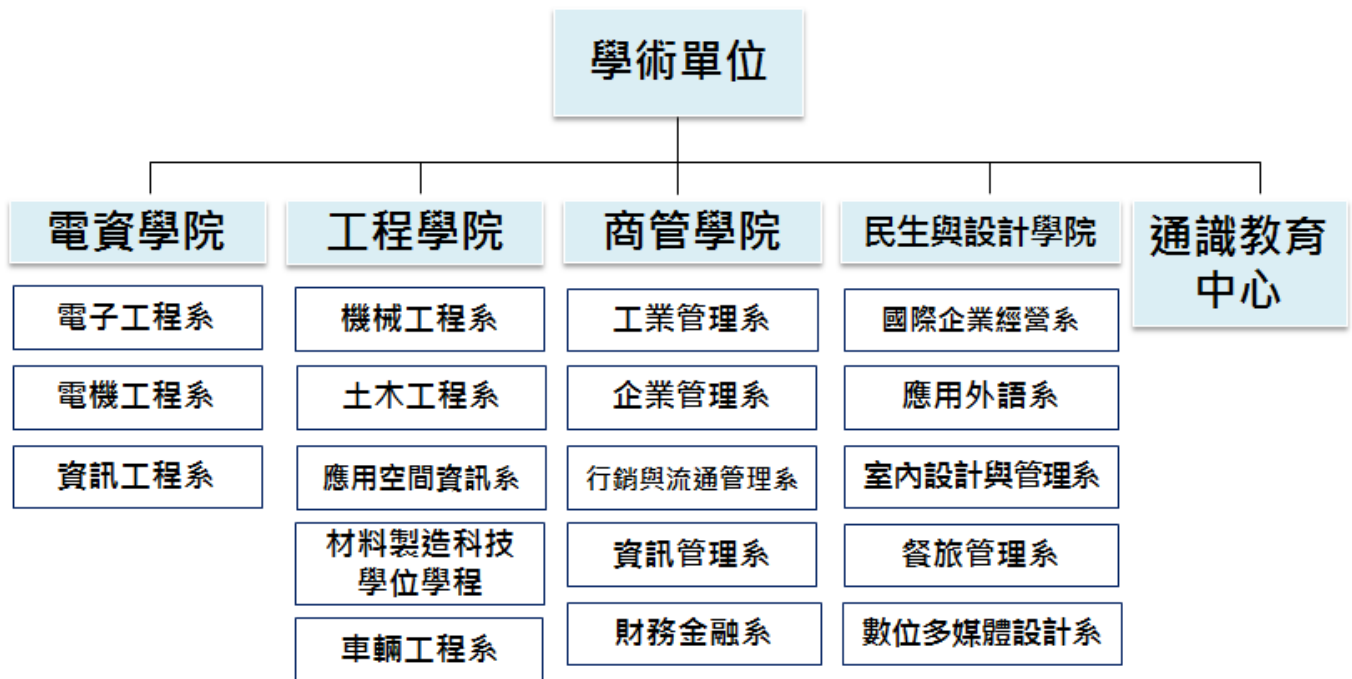 學術單位
電資學院
電子工程系
電機工程系
資訊工程系
工程學院
機械工程系
土木工程系
應用空間資訊系
材料製造科技
學位學程
車輛工程系
商管學院
工業管理系
企業管理系
行銷與流通管理系
資訊管理系
財務金融系
民生與設計學院
國際企業經營系
應用外語系
室內設計與管理系
餐旅管理系
數位多媒體設計系
通識教育
中心